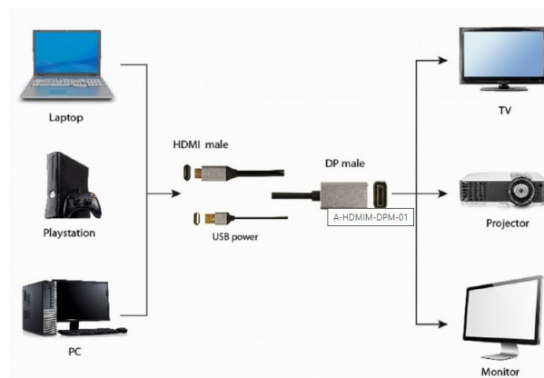 Laptop
HDMI male
USB power
DP male
A-HDMIM-DPM-01
TV
Playstation
Projector
PC
Monitor